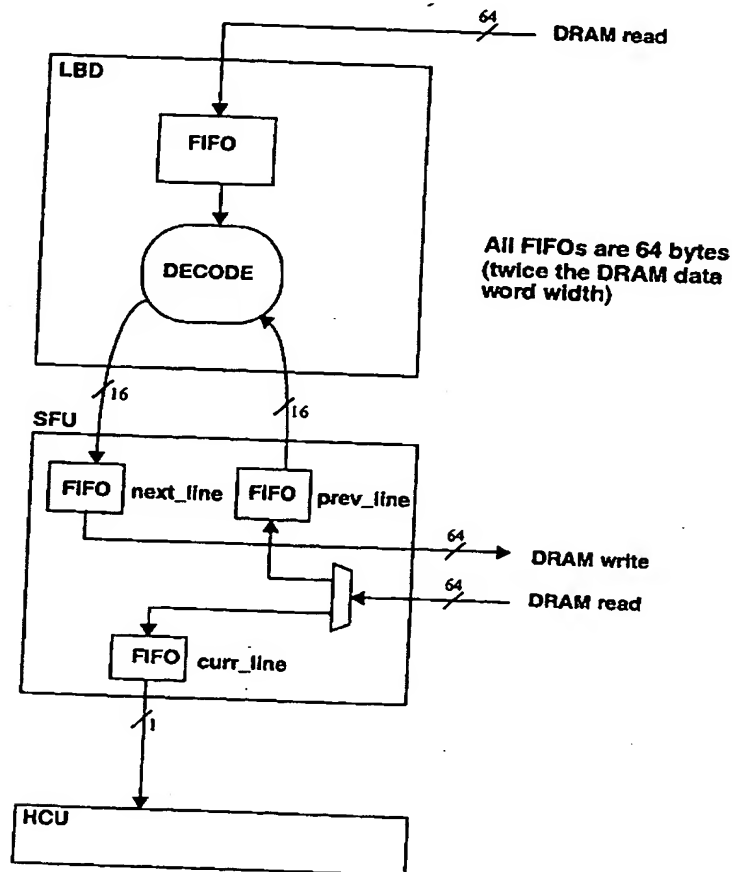 64
DRAM read
LBD
FIFO
DECODE
All FIFOs are 64 bytes
(twice the DRAM data
word width)
16
16
SFU
FIFO
next_line
FIFO
prev_line
64
DRAM write
64
DRAM read
FIFO
curr_line
1
HCU